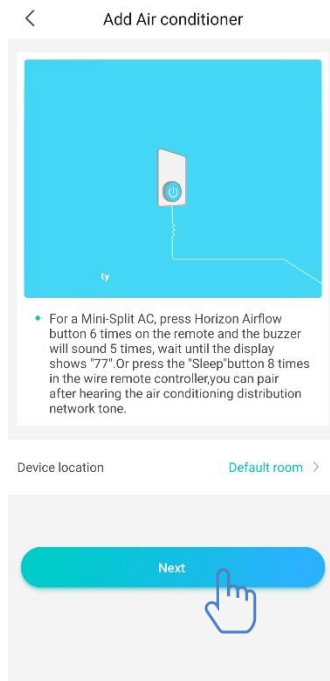 Add Air conditioner
ty
For a Mini-Split AC, press Horizon Airflow
button 6 times on the remote and the buzzer
will sound 5 times, wait until the display
shows "77".Or press the "Sleep"button 8 times
in the wire remote controller,you can pair
after hearing the air conditioning distribution
network tone.
Device location Default room
Next